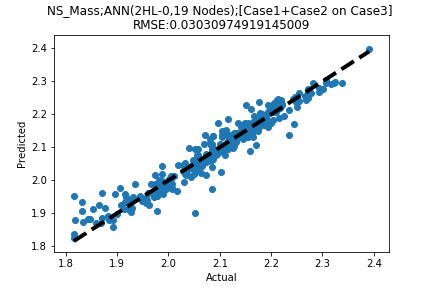 NS_Mass;ANN(2HL-0,19 Nodes);[Case1+Case2 on Case3]
RMSE:0.03030974919145009
2.4
2.3
2.2
2.1
2.0
1.9
1.8
Predicted
1.8 1.9 2.0 2.1 2.2 2.3 2.4
Actual